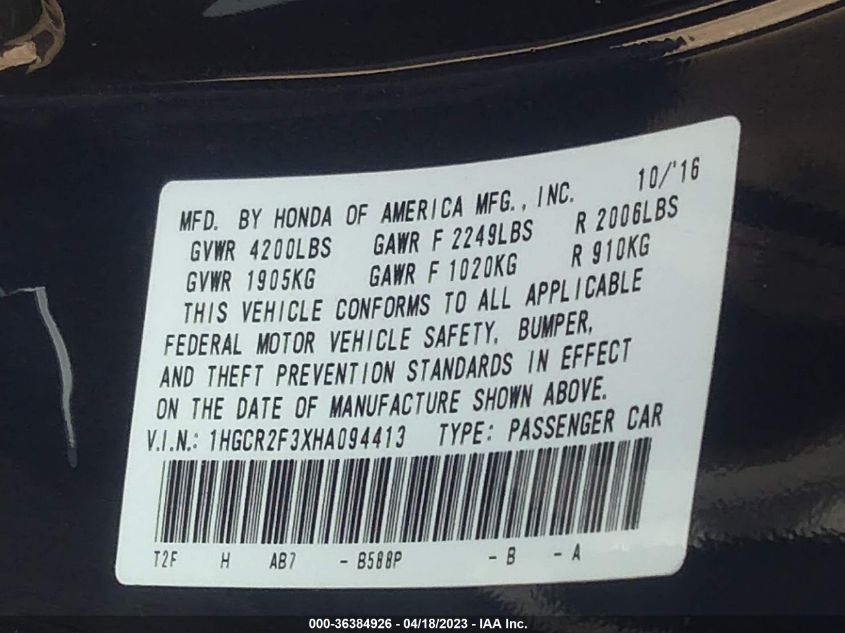 MFD. BY HONDA OF AMERICA MFG., INC. 10/'16
GVWR 4200LBS GAWR F 2249LBS R 2006LBS
GVWR 1905KG GAWR F 1020KG R 910KG
THIS VEHICLE CONFORMS TO ALL APPLICABLE
FEDERAL MOTOR VEHICLE SAFETY, BUMPER,
AND THEFT PREVENTION STANDARDS IN EFFECT
ON THE DATE OF MANUFACTURE SHOWN ABOVE.
V.I.N.: 1HGCR2F3XHA094413 TYPE: PASSENGER CAR
T2F H AB7 - B588P - B - A
000-36384926 - 04/18/2023 - IAA Inc.